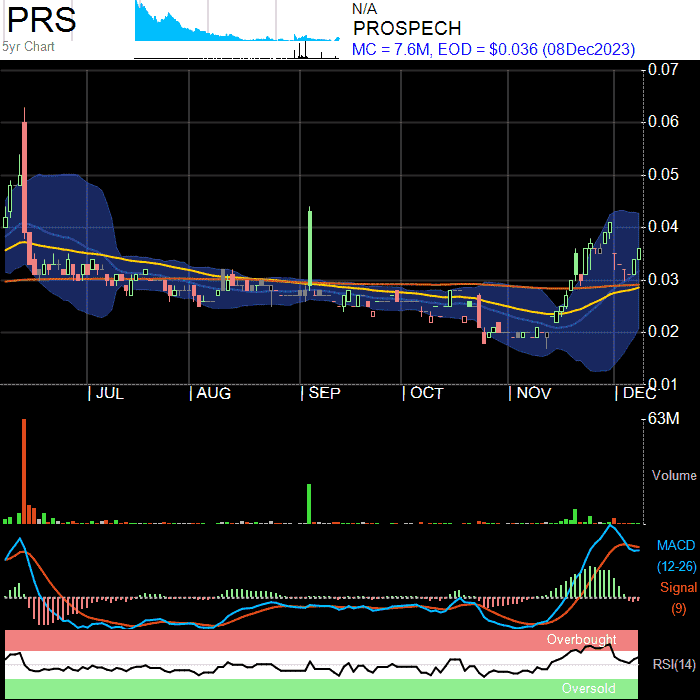 PRS
5yr Chart
N/A
PROSPECH
MC = 7.6M, EOD = $0.036 (08Dec2023)
0.07
0.06
0.05
0.04
0.03
0.02
0.01
JUL AUG SEP OCT NOV DEC
63M
Volume
MACD
(12-26)
Signal
(9)
Overbought
RSI(14)
Oversold